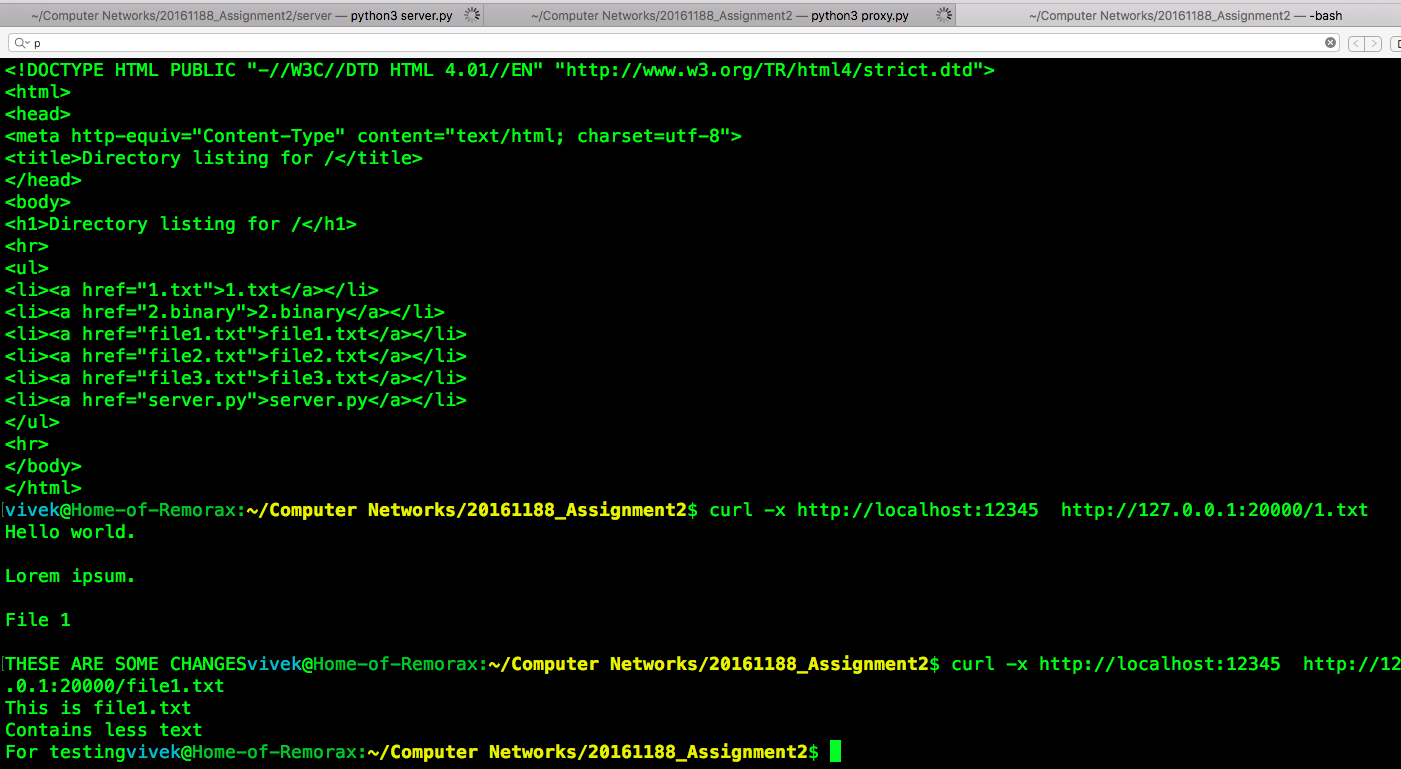 ~/Computer Networks/20161188_Assignment2/server — python3 server.py
~/Computer Networks/20161188_Assignment2 — python3 proxy.py
~/Computer Networks/20161188_Assignment2 — -bash
p
<!DOCTYPE HTML PUBLIC "-//W3C//DTD HTML 4.01//EN" "http://www.w3.org/TR/html4/strict.dtd">
<html>
<head>
<meta http-equiv="Content-Type" content="text/html; charset=utf-8">
<title>Directory listing for /</title>
</head>
<body>
<h1>Directory listing for /</h1>
<hr>
<ul>
<li><a href="1.txt">1.txt</a></li>
<li><a href="2.binary">2.binary</a></li>
<li><a href="file1.txt">file1.txt</a></li>
<li><a href="file2.txt">file2.txt</a></li>
<li><a href="file3.txt">file3.txt</a></li>
<li><a href="server.py">server.py</a></li>
</ul>
<hr>
</body>
</html>
vivek@Home-of-Remorax:~/Computer Networks/20161188_Assignment2$ curl -x http://localhost:12345  http://127.0.0.1:20000/1.txt
Hello world.
Lorem ipsum.
File 1
THESE ARE SOME CHANGESvivek@Home-of-Remorax:~/Computer Networks/20161188_Assignment2$ curl -x http://localhost:12345  http://12
.0.1:20000/file1.txt
This is file1.txt
Contains less text
For testingvivek@Home-of-Remorax:~/Computer Networks/20161188_Assignment2$